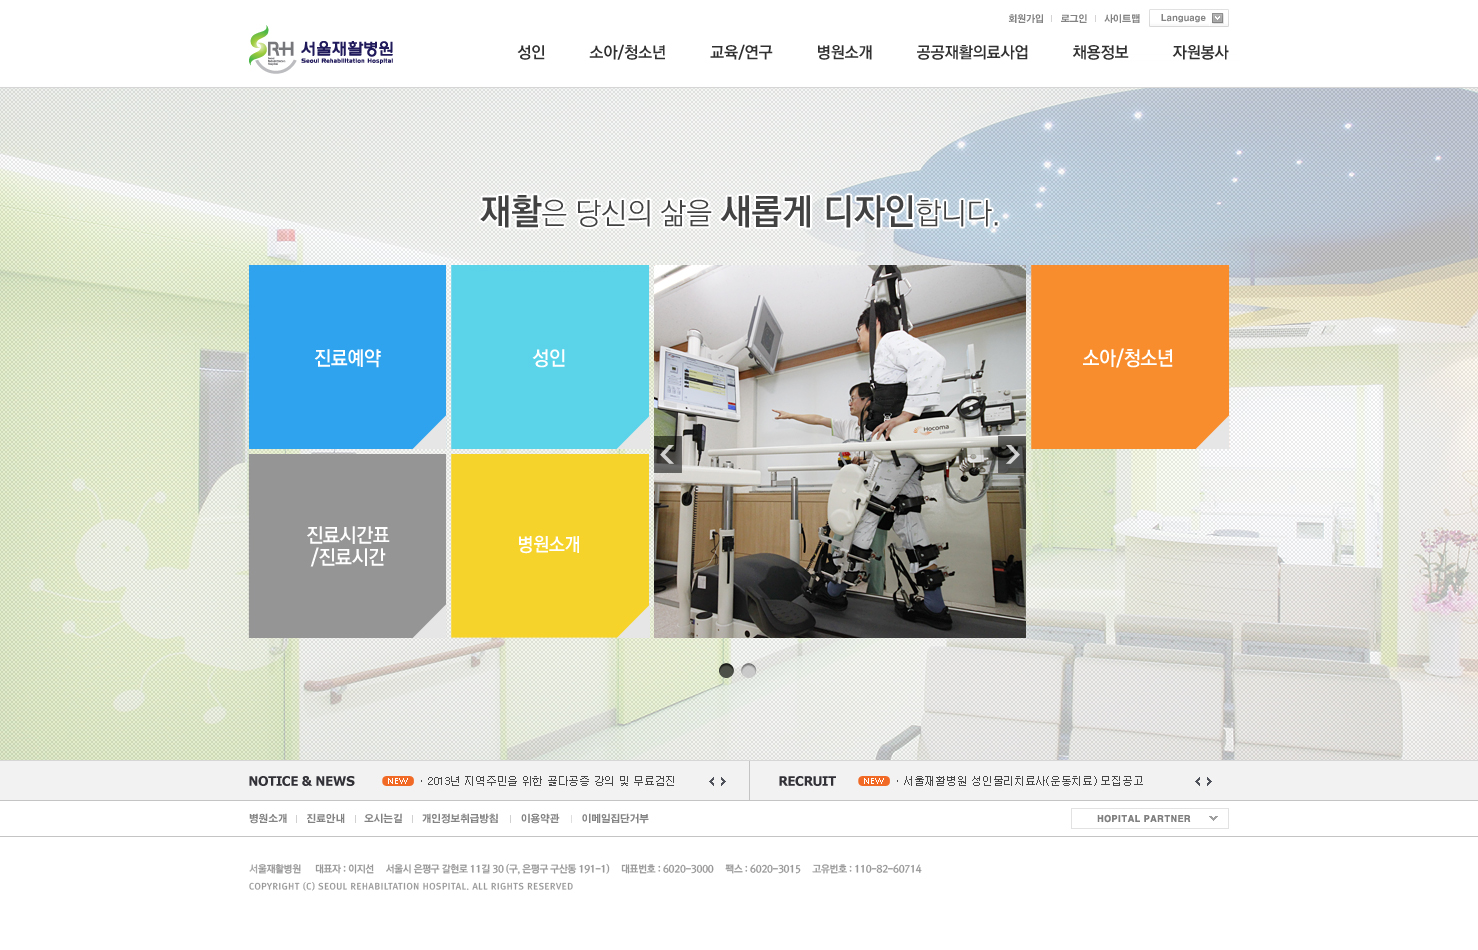 회원가입 로그인 사이트맵 Language
SRH 서울재활병원
Seoul Rehabilitation Hospital
성인 소아/청소년 교육/연구 병원소개 공공재활의료사업 채용정보 자원봉사
재활은 당신의 삶을 새롭게 디자인합니다.
진료예약
성인
소아/청소년
Hocoma
진료시간표
/진료시간
병원소개
NOTICE & NEWS NEW · 2013년 지역주민을 위한 골다공증 강의 및 무료검진
RECRUIT NEW · 서울재활병원 성인물리치료사(운동치료) 모집공고
병원소개 진료안내 오시는길 개인정보취급방침 이용약관 이메일집단거부
HOPITAL PARTNER
서울재활병원 대표자 : 이지선 서울시 은평구 갈현로 11길 30 (구, 은평구 구산동 191-1) 대표번호 : 6020-3000 팩스 : 6020-3015 고유번호 : 110-82-60714
COPYRIGHT (C) SEOUL REHABILTATION HOSPITAL. ALL RIGHTS RESERVED